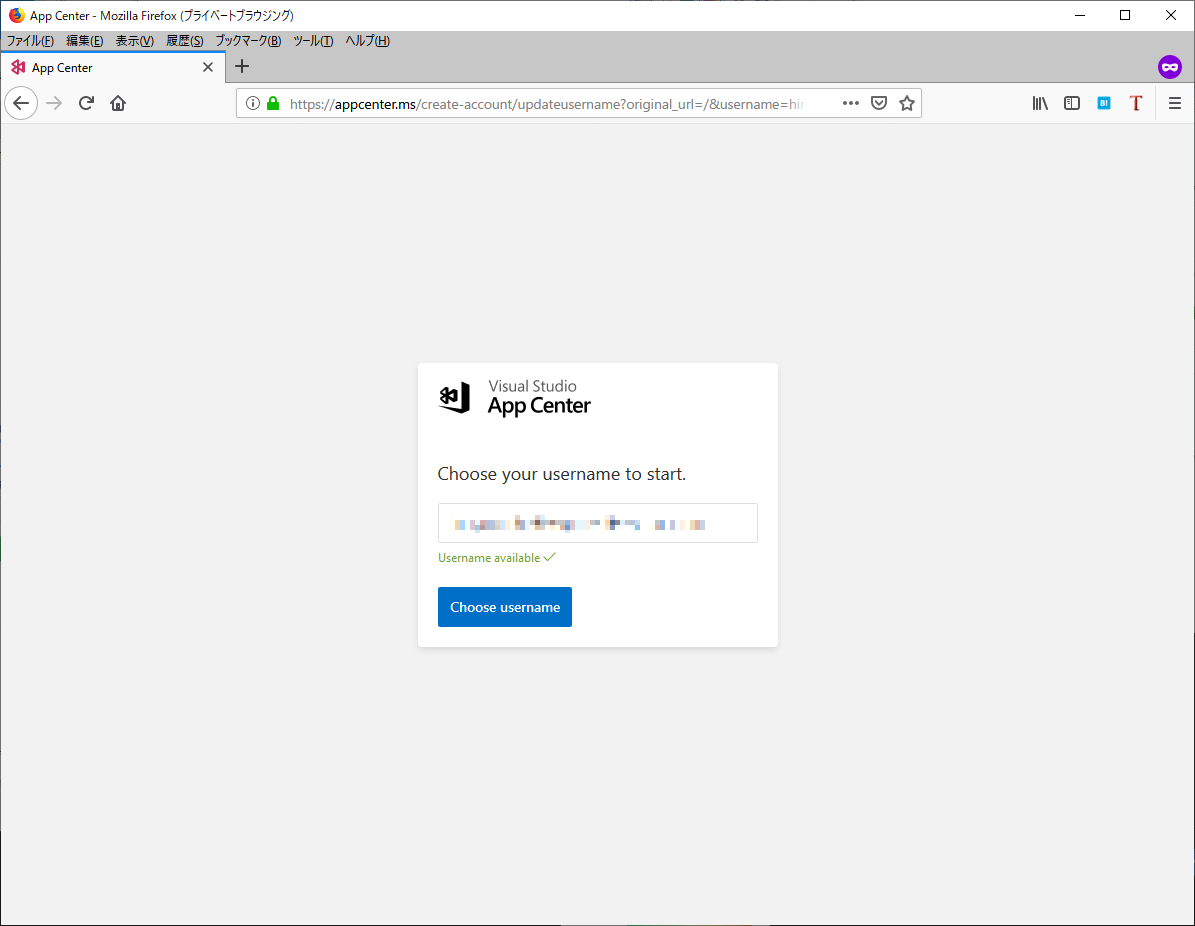 App Center - Mozilla Firefox (プライベートブラウジング)
ファイル(F) 編集(E) 表示(V) 履歴(S) ブックマーク(B) ツール(T) ヘルプ(H)
App Center
https://appcenter.ms/create-account/updateusername?original_url=/&username=hi
B! T
Visual Studio
App Center
Choose your username to start.
Username available
Choose username